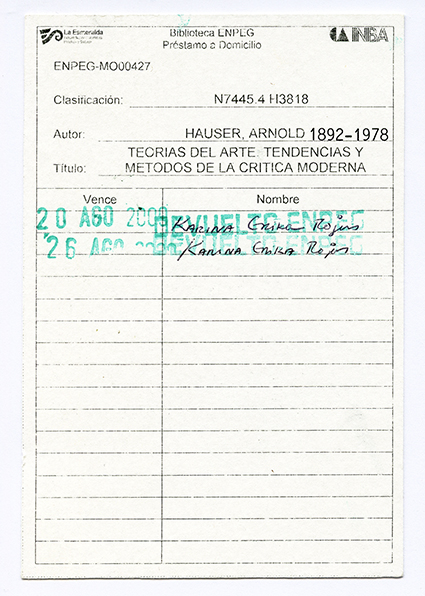 La Esmeralda
Biblioteca ENPEG
Préstamo a Domicilio
INBA
ENPEG-MO00427
Clasificación: N7445.4 H3818
Autor: HAUSER, ARNOLD 1892-1978
Título: TEORIAS DEL ARTE. TENDENCIAS Y
METODOS DE LA CRITICA MODERNA
Vence Nombre
20 AGO DEVUELTO ENPEG Karina Erika Rojas
26 AGO DEVUELTO ENPEG Karina Erika Rojas